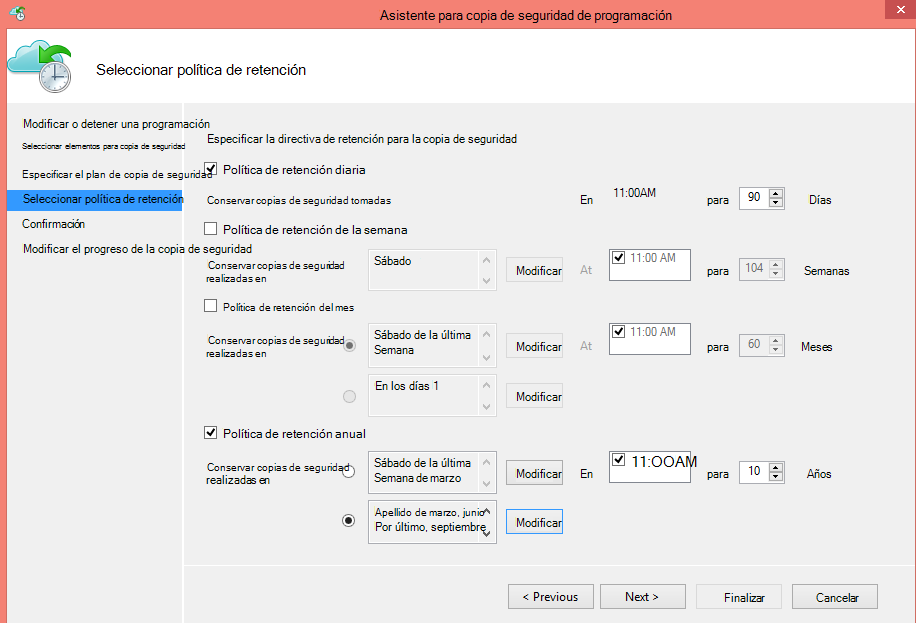 Asistente para copia de seguridad de programación
Seleccionar política de retención
Modificar o detener una programación
Seleccionar elementos para copia de seguridad
Especificar el plan de copia de seguridad
Seleccionar política de retención
Confirmación
Modificar el progreso de la copia de seguridad
Especificar la directiva de retención para la copia de seguridad
Política de retención diaria
Conservar copias de seguridad tomadas
En
11:00AM
para
90
Días
Política de retención de la semana
Conservar copias de seguridad
realizadas en
Sábado
Modificar
At
11:00 AM
para
104
Semanas
Política de retención del mes
Conservar copias de seguridad
realizadas en
Sábado de la última
Semana
Modificar
At
11:00 AM
para
60
Meses
En los días 1
Modificar
Política de retención anual
Conservar copias de seguridad
realizadas en
Sábado de la última
Semana de marzo
Modificar
En
11:OOAM
para
10
Años
Apellido de marzo, junio
Por último, septiembre
Modificar
< Previous
Next >
Finalizar
Cancelar